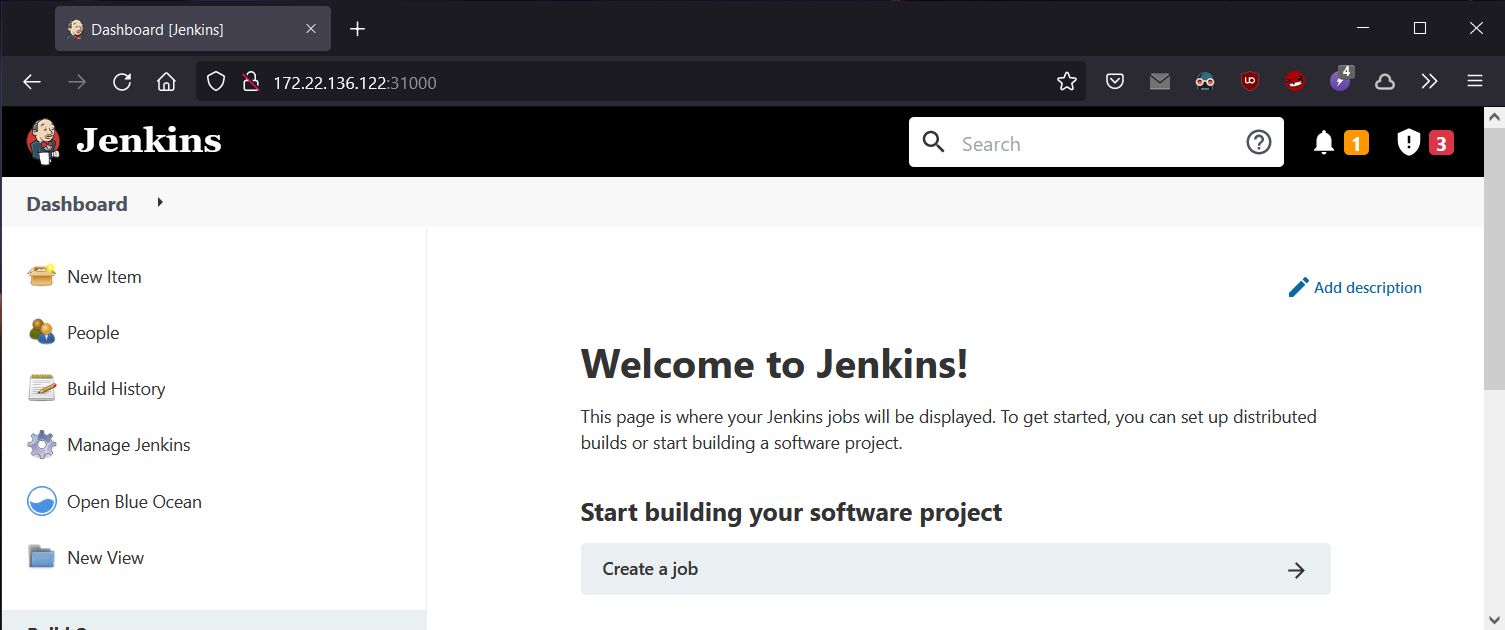 Dashboard [Jenkins]
172.22.136.122:31000
4
Jenkins
Search
1
3
Dashboard
New Item
People
Build History
Manage Jenkins
Open Blue Ocean
New View
Add description
Welcome to Jenkins!
This page is where your Jenkins jobs will be displayed. To get started, you can set up distributed
builds or start building a software project.
Start building your software project
Create a job